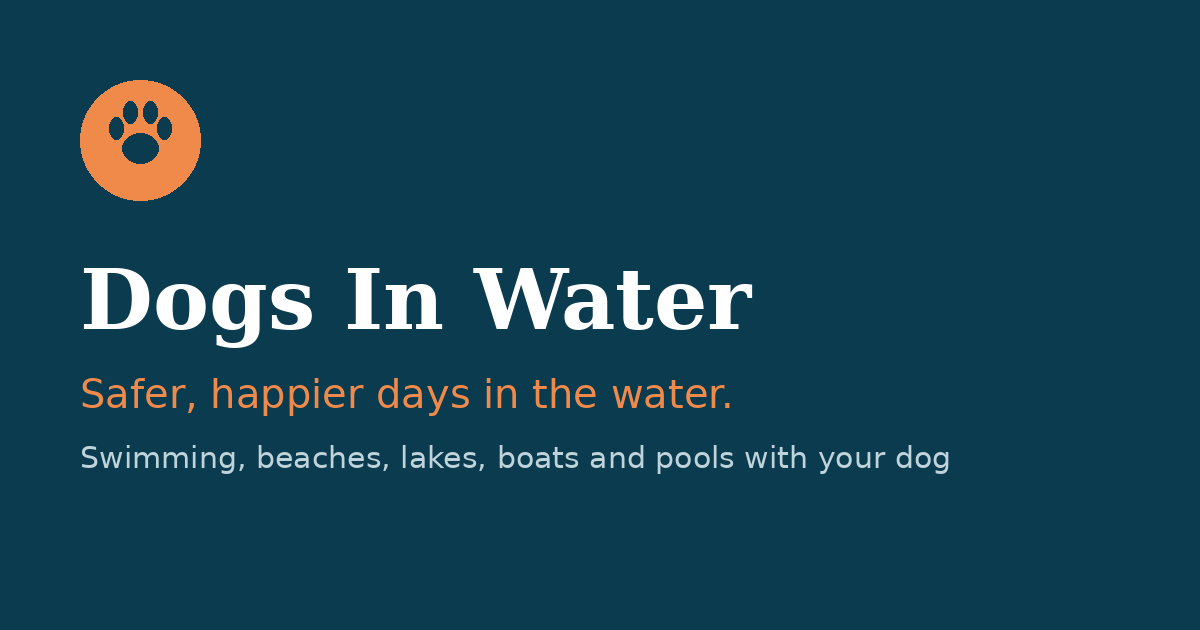 Dogs In Water
Safer, happier days in the water.
Swimming, beaches, lakes, boats and pools with your dog